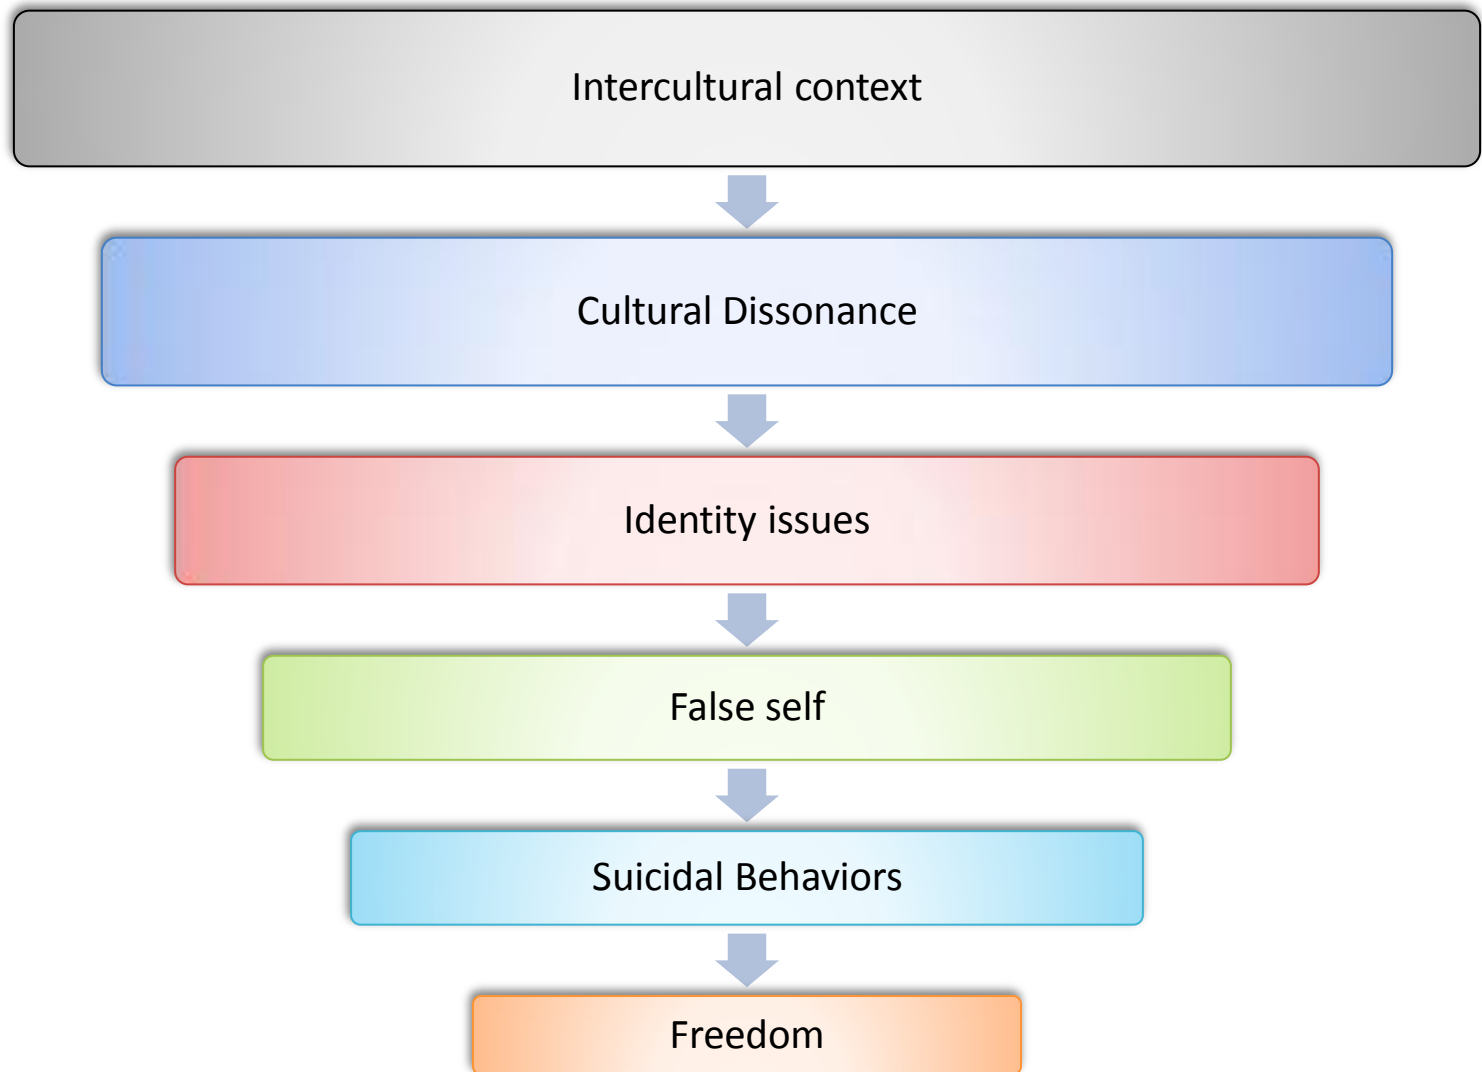 Intercultural context
Cultural Dissonance
Identity issues
False self
Suicidal Behaviors
Freedom